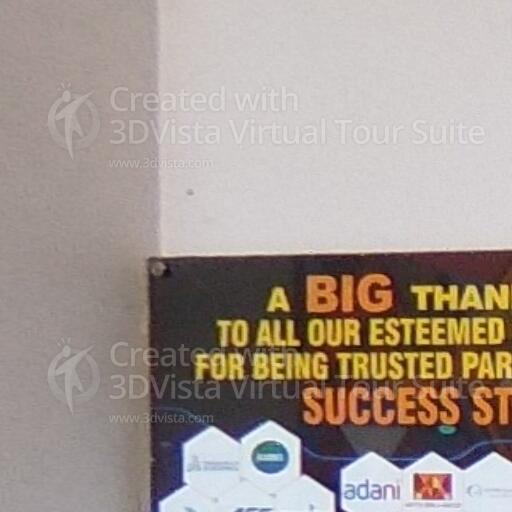 Created with
3DVista Virtual Tour Suite
www.3dvista.com
A BIG THAN
TO ALL OUR ESTEEMED
FOR BEING TRUSTED PAR
SUCCESS ST
Created with
3DVista Virtual Tour Suite
www.3dvista.com
adani